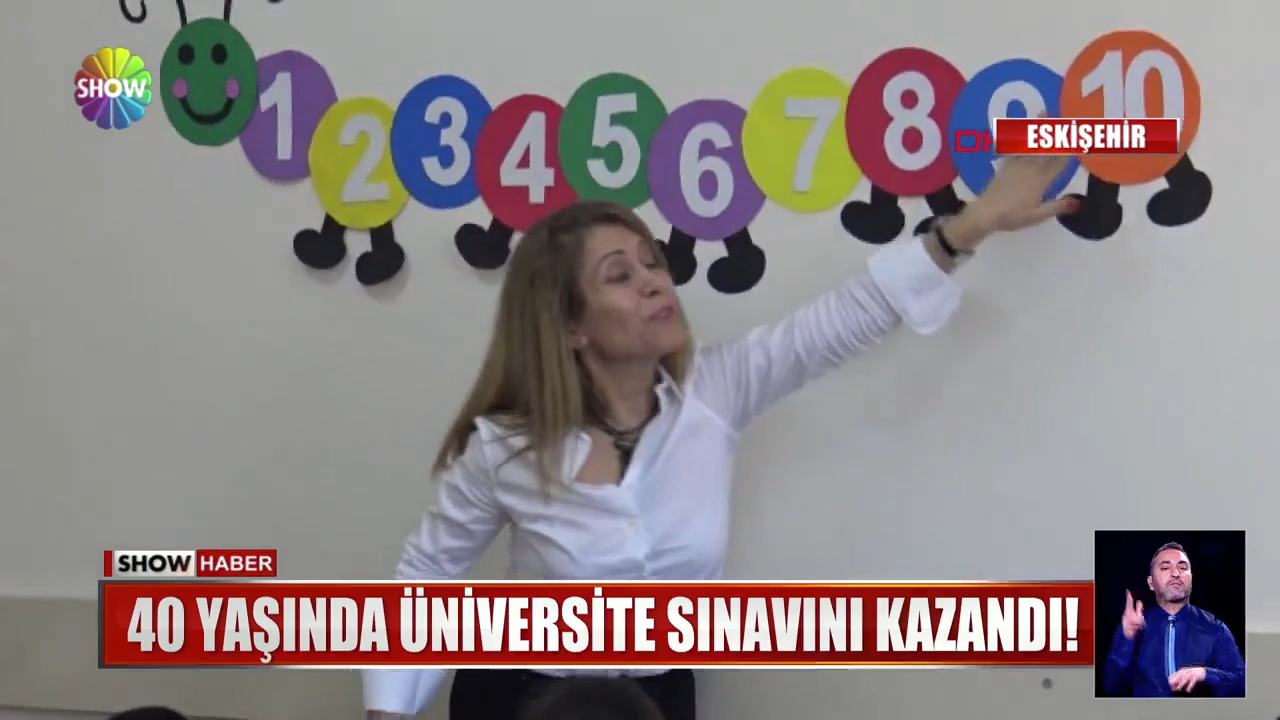 SHOW
1 2 3 4 5 6 7 8 9 10
ESKİŞEHİR
SHOW HABER
40 YAŞINDA ÜNİVERSİTE SINAVINI KAZANDI!